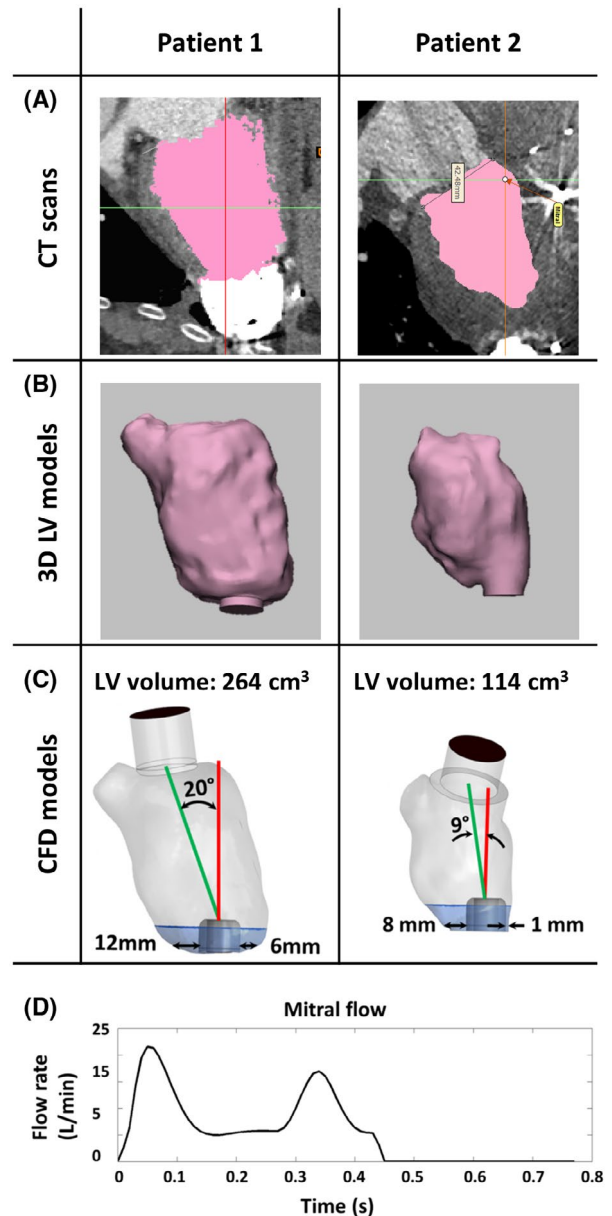 Patient 1
Patient 2
(A)
CT scans
42.48mm
Mitral
(B)
3D LV models
(C)
CFD models
LV volume: 264 cm³
LV volume: 114 cm³
20°
9°
12mm
6mm
8 mm
1 mm
(D)
Mitral flow
Flow rate
(L/min)
25
15
5
0
0
0.1
0.2
0.3
0.4
0.5
0.6
0.7
0.8
Time (s)